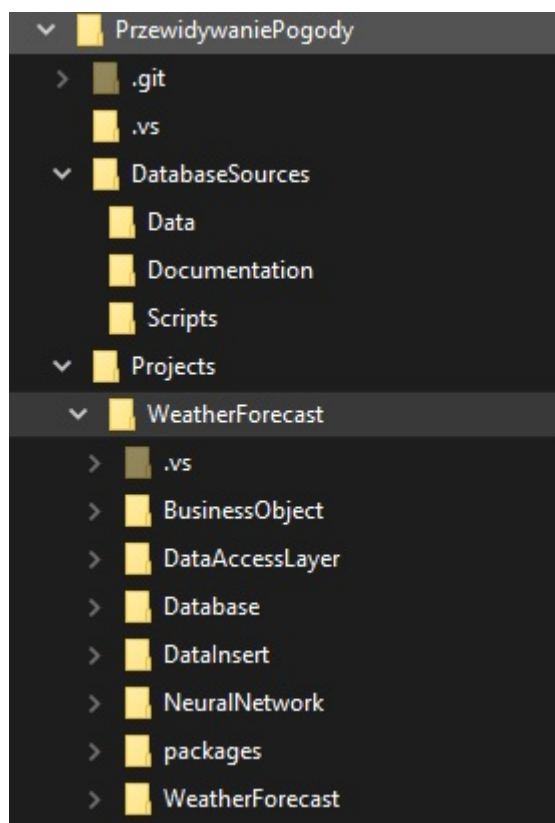 PrzewidywaniePogody
.git
.vs
DatabaseSources
Data
Documentation
Scripts
Projects
WeatherForecast
.vs
BusinessObject
DataAccessLayer
Database
DataInsert
NeuralNetwork
packages
WeatherForecast